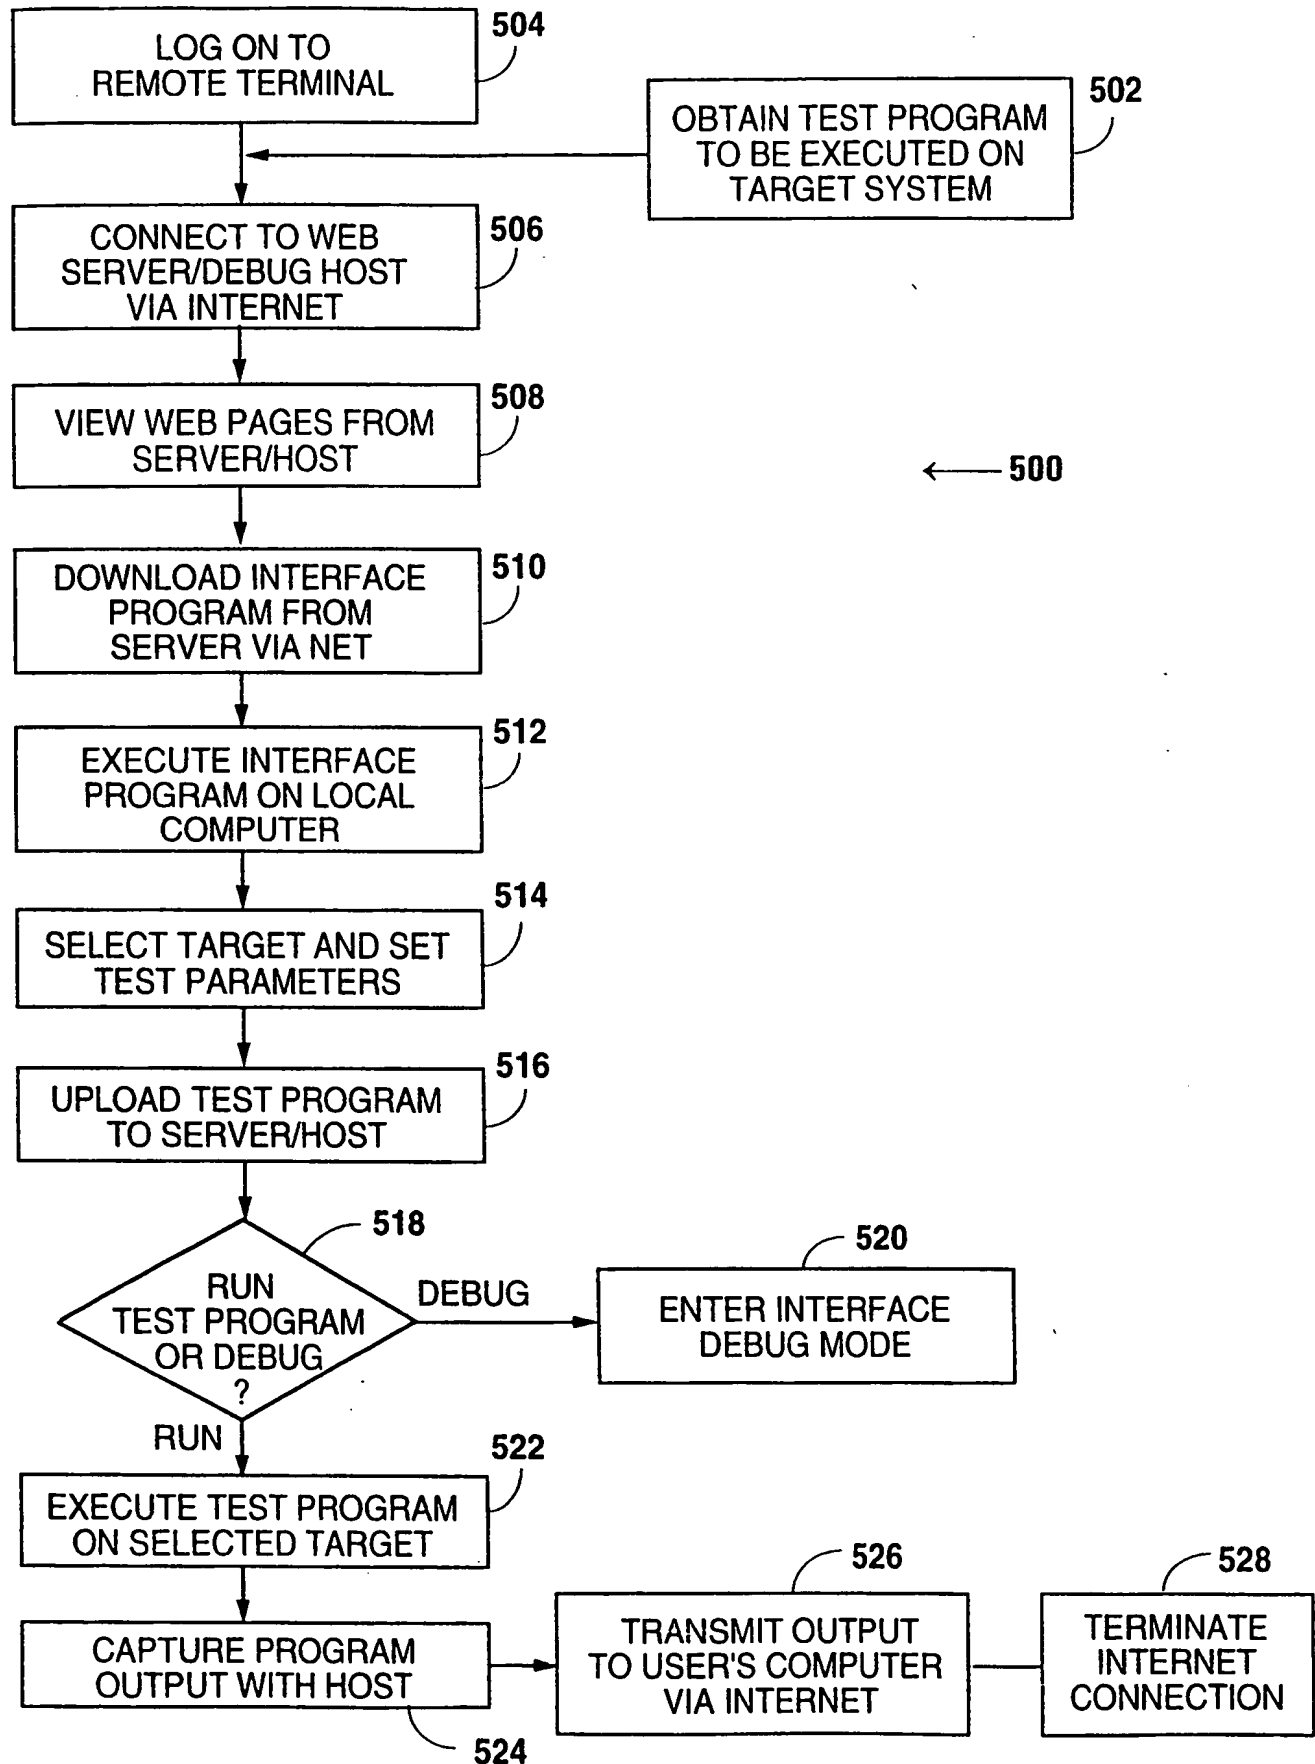 504
LOG ON TO
REMOTE TERMINAL
502
OBTAIN TEST PROGRAM
TO BE EXECUTED ON
TARGET SYSTEM
506
CONNECT TO WEB
SERVER/DEBUG HOST
VIA INTERNET
508
VIEW WEB PAGES FROM
SERVER/HOST
500
510
DOWNLOAD INTERFACE
PROGRAM FROM
SERVER VIA NET
512
EXECUTE INTERFACE
PROGRAM ON LOCAL
COMPUTER
514
SELECT TARGET AND SET
TEST PARAMETERS
516
UPLOAD TEST PROGRAM
TO SERVER/HOST
518
RUN
TEST PROGRAM
OR DEBUG
?
DEBUG
520
ENTER INTERFACE
DEBUG MODE
RUN
522
EXECUTE TEST PROGRAM
ON SELECTED TARGET
CAPTURE PROGRAM
OUTPUT WITH HOST
524
526
TRANSMIT OUTPUT
TO USER'S COMPUTER
VIA INTERNET
528
TERMINATE
INTERNET
CONNECTION